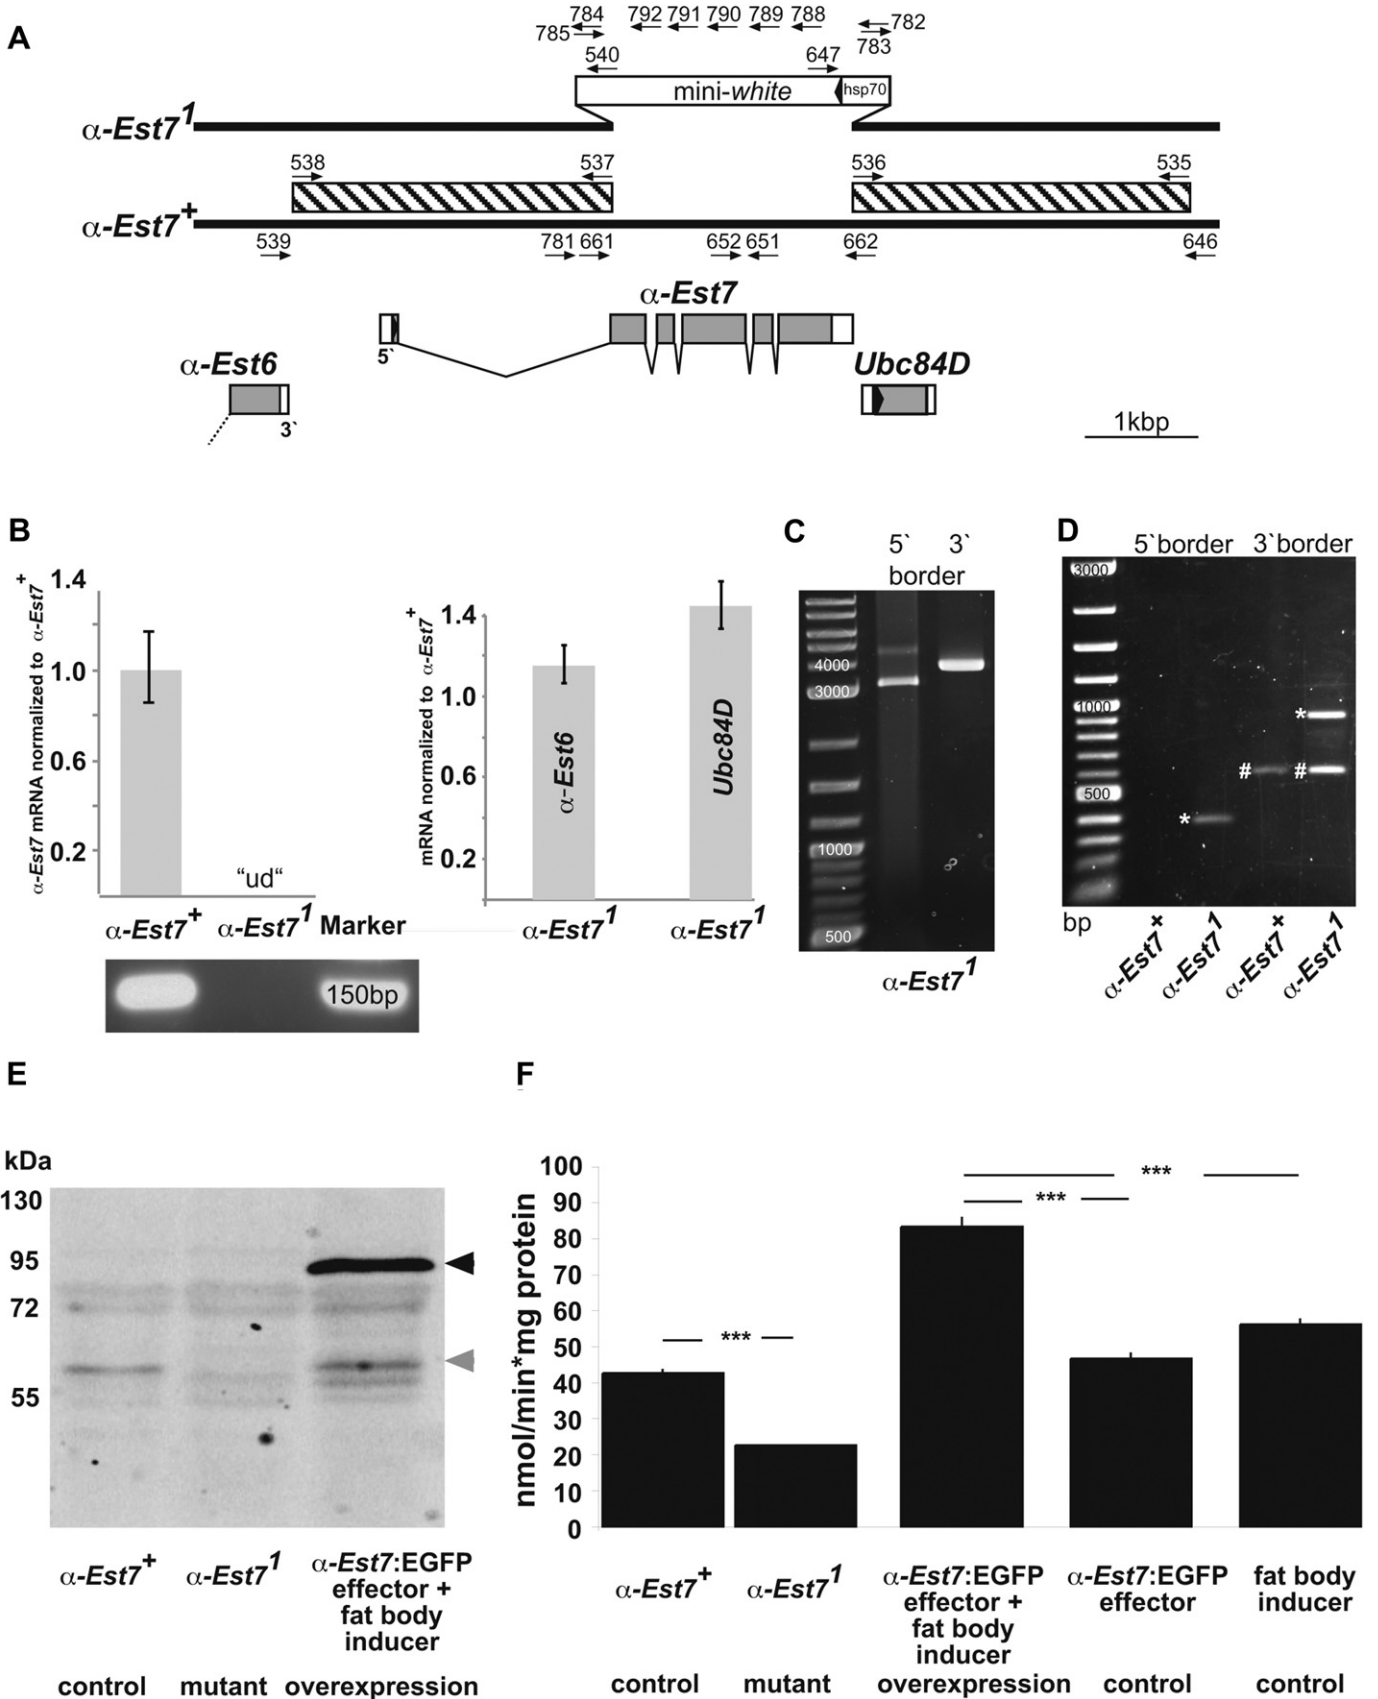 A
784 792 791 790 789 788 782
785 783
540 647
mini-white hsp70
α-Est7¹
538 537 536 535
α-Est7⁺
539 781 661 652 651 662 646
α-Est7
5`
α-Est6
Ubc84D
3`
1kbp
B
α-Est7 mRNA normalized to α-Est7⁺
1.4
1.0
0.6
0.2
"ud"
α-Est7⁺ α-Est7¹ Marker
150bp
mRNA normalized to α-Est7⁺
1.4
1.0
0.6
0.2
α-Est6
Ubc84D
α-Est7¹ α-Est7¹
C
5` 3`
border
4000
3000
1000
500
α-Est7¹
D
5`border 3`border
3000
1000
*
# #
500
*
bp
α-Est7⁺ α-Est7¹ α-Est7⁺ α-Est7¹
E
kDa
130
95
72
55
α-Est7⁺ α-Est7¹ α-Est7:EGFP
effector +
fat body
inducer
control mutant overexpression
F
nmol/min*mg protein
100
90
80
70
60
50
40
30
20
10
0
***
***
***
α-Est7⁺ α-Est7¹
α-Est7:EGFP
effector +
fat body
inducer
α-Est7:EGFP
effector
fat body
inducer
control mutant overexpression control control